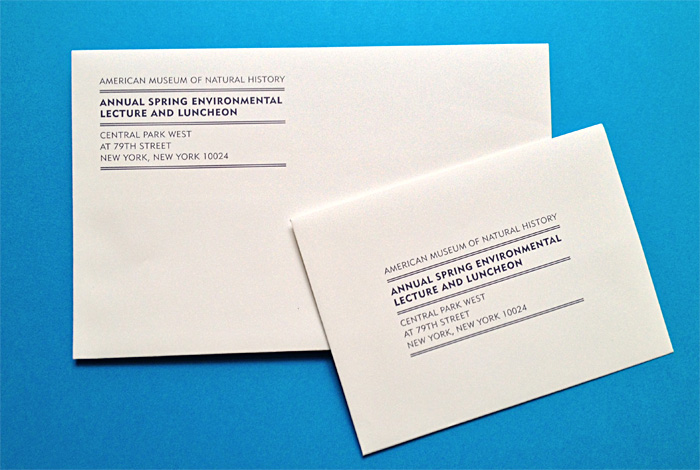 AMERICAN MUSEUM OF NATURAL HISTORY
ANNUAL SPRING ENVIRONMENTAL
LECTURE AND LUNCHEON
CENTRAL PARK WEST
AT 79TH STREET
NEW YORK, NEW YORK 10024
AMERICAN MUSEUM OF NATURAL HISTORY
ANNUAL SPRING ENVIRONMENTAL
LECTURE AND LUNCHEON
CENTRAL PARK WEST
AT 79TH STREET
NEW YORK, NEW YORK 10024